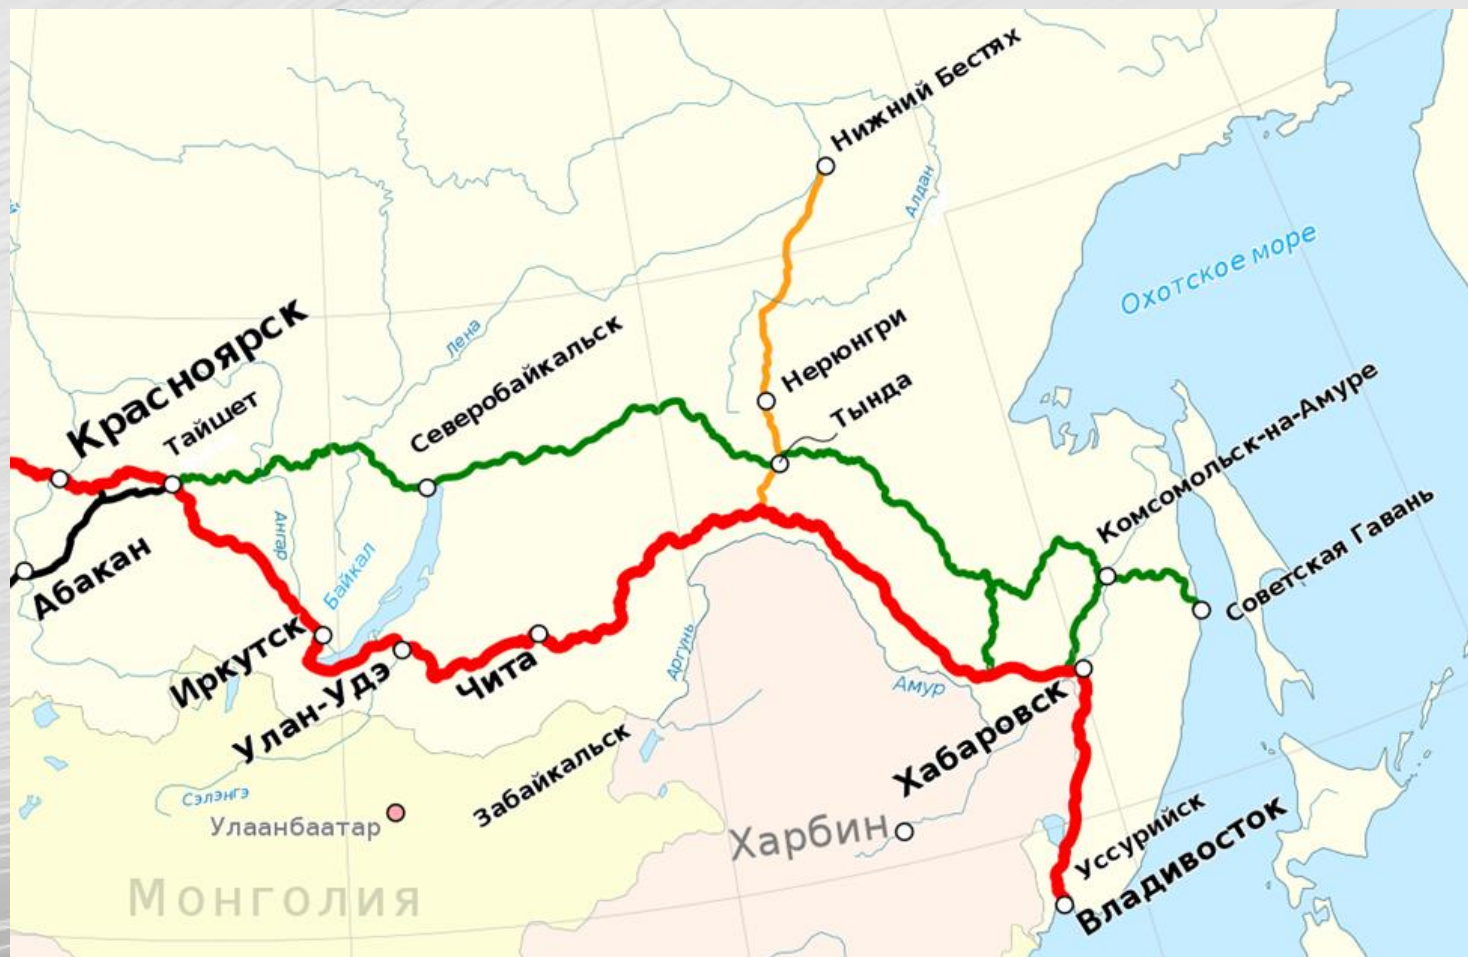 Нижний Бестях
Алдан
Охотское море
Красноярск
Тайшет
Лена
Северобайкальск
Нерюнгри
Тында
Комсомольск-на-Амуре
Советская Гавань
Абакан
Ангар
Байкал
Иркутск
Улан-Удэ
Чита
Аргунь
Амур
Хабаровск
Забайкальск
Сэлэнгэ
Улаанбаатар
Харбин
Уссурийск
Владивосток
Монголия